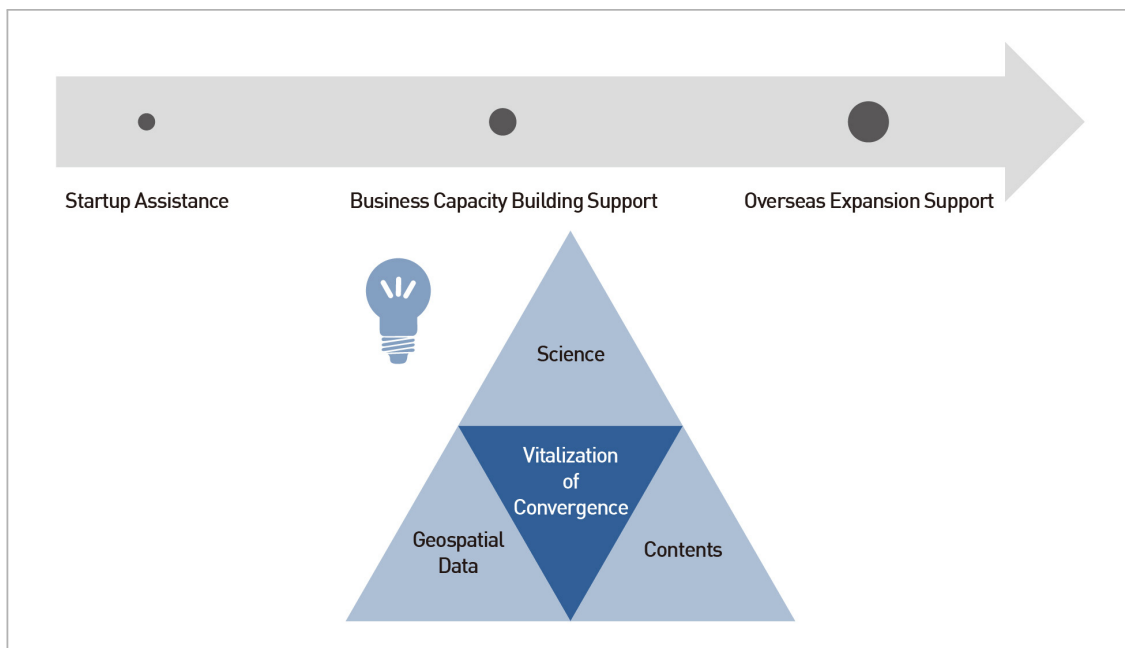 Startup Assistance
Business Capacity Building Support
Overseas Expansion Support
Science
Vitalization
of
Convergence
Geospatial
Data
Contents